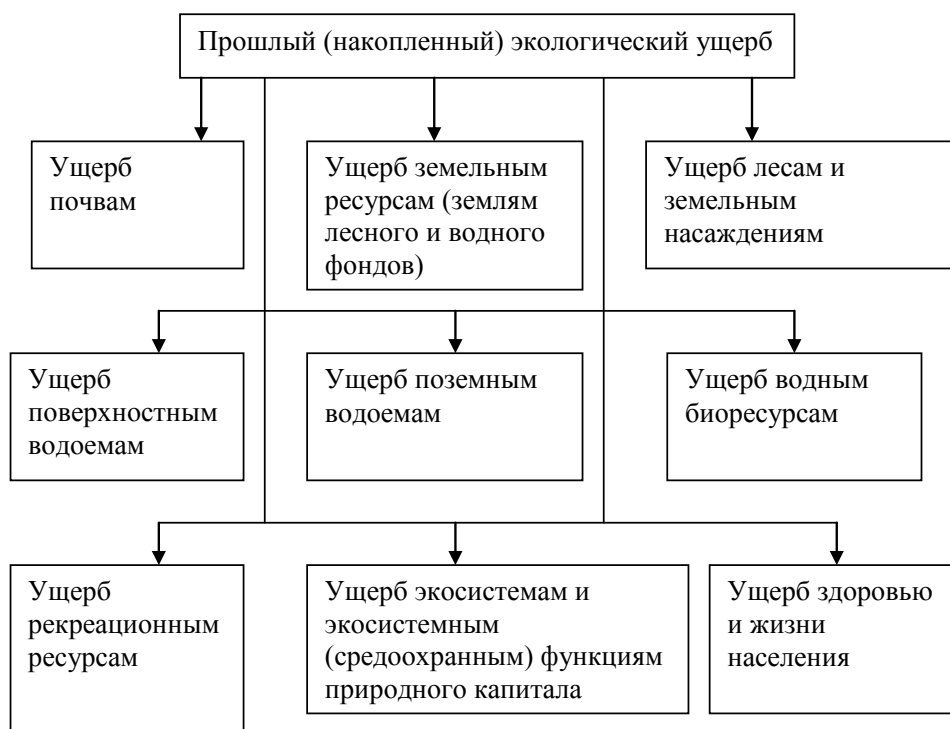 Прошлый (накопленный) экологический ущерб
Ущерб
почвам
Ущерб земельным
ресурсам (землям
лесного и водного
фондов)
Ущерб лесам и
земельным
насаждениям
Ущерб
поверхностным
водоемам
Ущерб поземным
водоемам
Ущерб водным
биоресурсам
Ущерб
рекреационным
ресурсам
Ущерб экосистемам и
экосистемным
(средоохранным) функциям
природного капитала
Ущерб здоровью
и жизни
населения